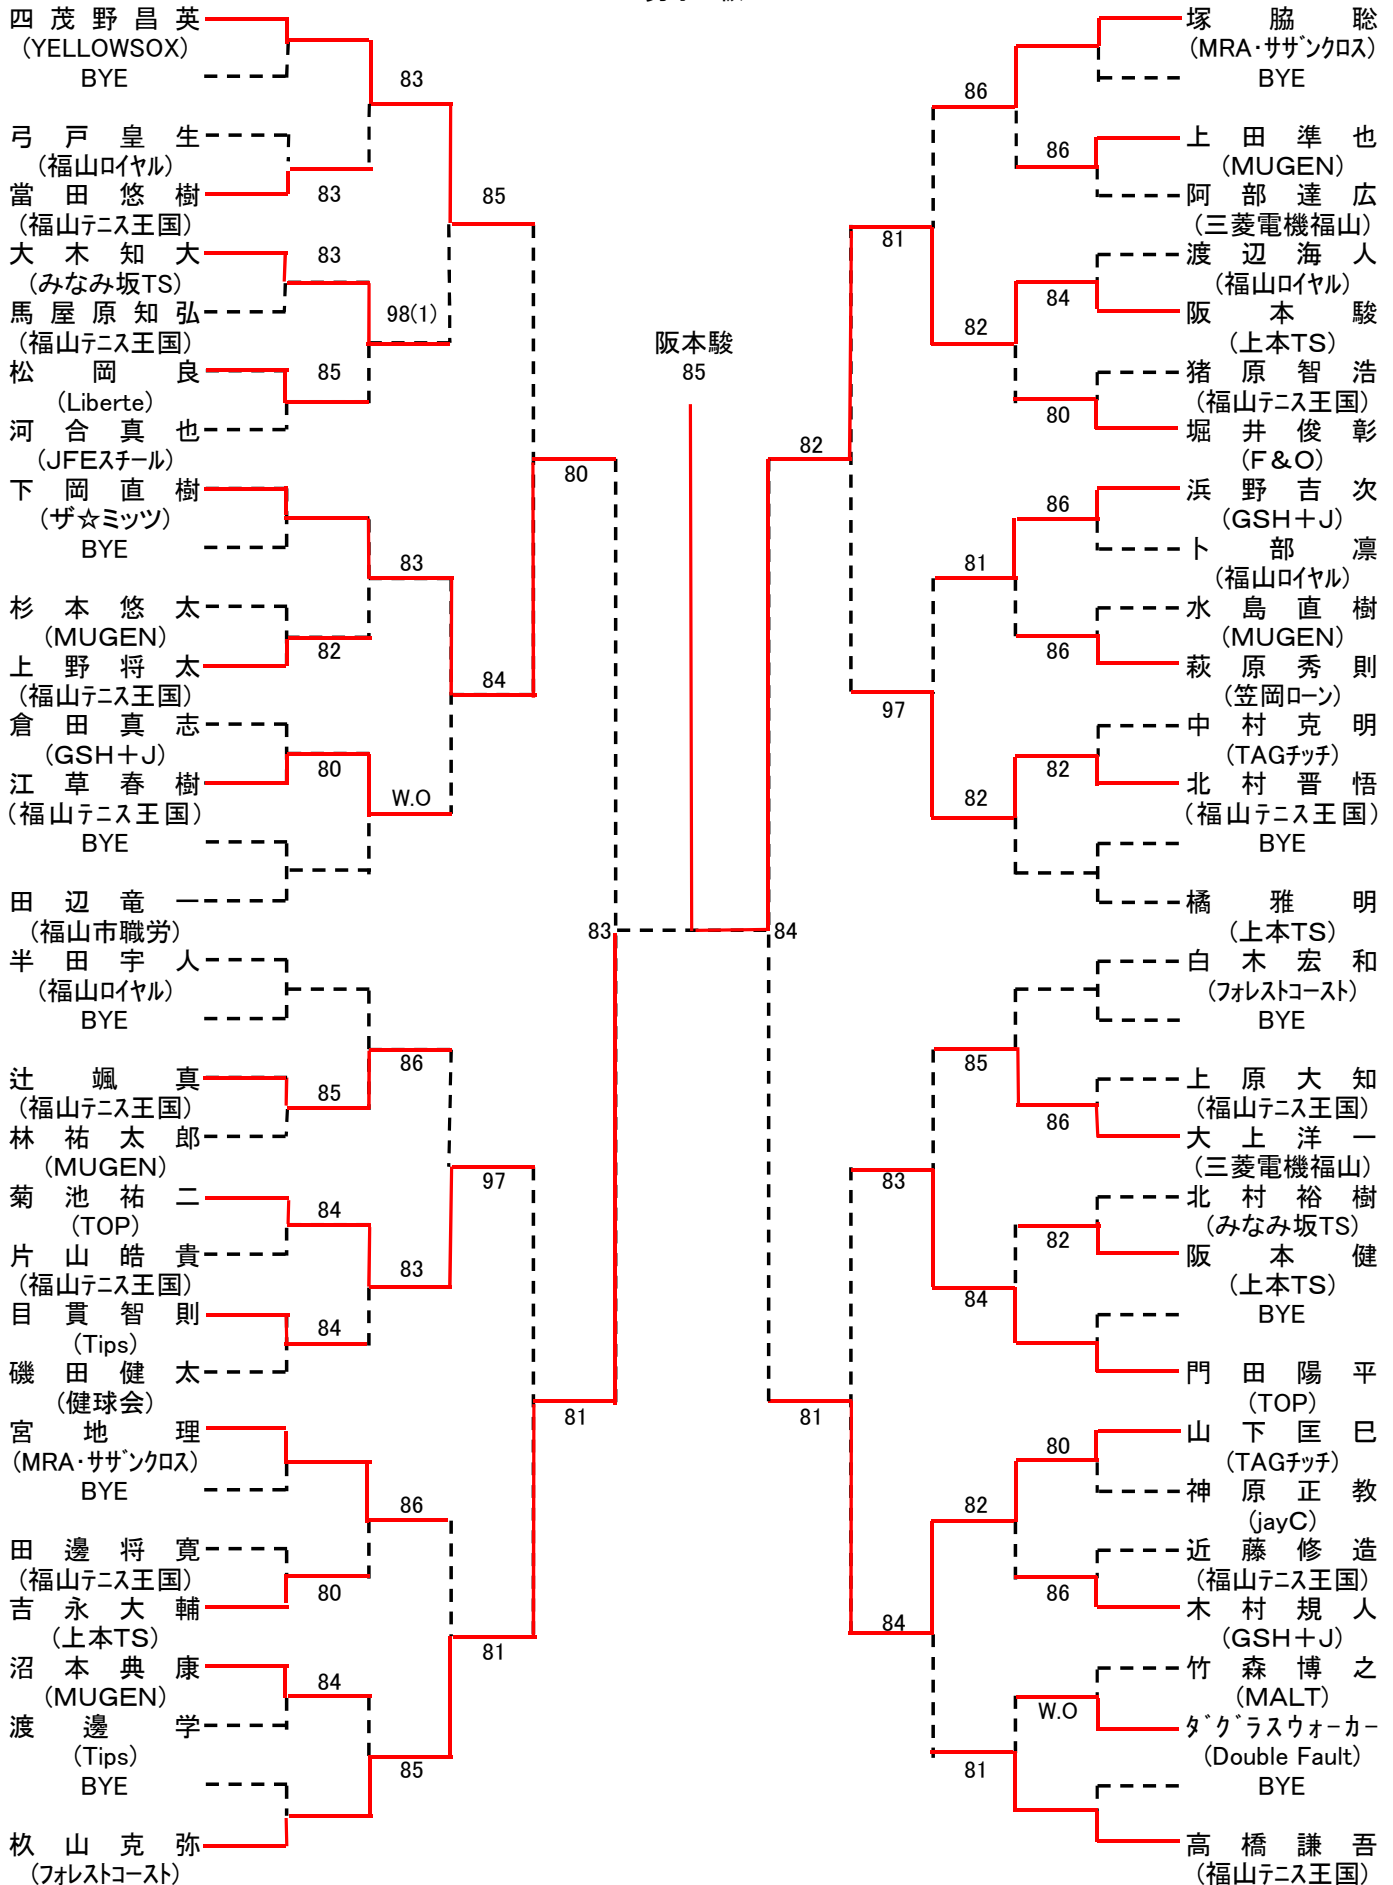 四茂野昌英
(YELLOWSOX)
BYE
83
弓戸皇生
(福山ロイヤル)
當田悠樹
83
(福山テニス王国)
85
大木知大
83
(みなみ坂TS)
馬屋原知弘
98(1)
(福山テニス王国)
松岡良
85
(Liberte)
河合真也
(JFEスチール)
80
下岡直樹
(ザ☆ミッツ)
BYE
83
杉本悠太
(MUGEN)
82
上野将太
(福山テニス王国)
84
倉田真志
(GSH+J)
80
江草春樹
(福山テニス王国)
W.O
BYE
田辺竜一
(福山市職労)
83
半田宇人
(福山ロイヤル)
BYE
86
辻颯真
(福山テニス王国)
85
林祐太郎
(MUGEN)
97
菊池祐二
(TOP)
84
片山皓貴
(福山テニス王国)
83
目貫智則
(Tips)
84
磯田健太
(健球会)
81
宮地理
(MRA・サザンクロス)
BYE
86
田邊将寛
(福山テニス王国)
80
吉永大輔
(上本TS)
81
沼本典康
(MUGEN)
84
渡邊学
(Tips)
85
BYE
杁山克弥
(フォレストコースト)
阪本駿
85
塚脇聡
(MRA・サザンクロス)
BYE
86
上田準也
86
(MUGEN)
阿部達広
(三菱電機福山)
81
渡辺海人
(福山ロイヤル)
84
阪本駿
82
(上本TS)
猪原智浩
(福山テニス王国)
80
堀井俊彰
(F&O)
82
浜野吉次
86
(GSH+J)
卜部凛
81
(福山ロイヤル)
水島直樹
(MUGEN)
86
萩原秀則
(笠岡ローン)
97
中村克明
(TAGチッチ)
82
北村晋悟
82
(福山テニス王国)
BYE
橘雅明
(上本TS)
84
白木宏和
(フォレストコースト)
BYE
85
上原大知
(福山テニス王国)
86
大上洋一
(三菱電機福山)
83
北村裕樹
(みなみ坂TS)
82
阪本健
(上本TS)
84
BYE
門田陽平
(TOP)
81
山下匡巳
80
(TAGチッチ)
神原正教
82
(jayC)
近藤修造
(福山テニス王国)
86
木村規人
84
(GSH+J)
竹森博之
(MALT)
W.O
ダグラスウォーカー
(Double Fault)
81
BYE
高橋謙吾
(福山テニス王国)